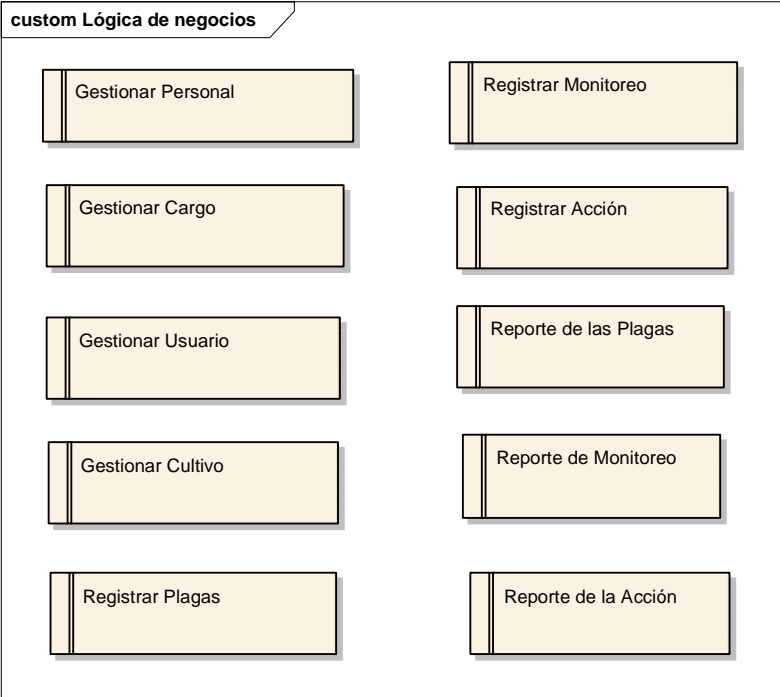 custom Lógica de negocios
Gestionar Personal
Gestionar Cargo
Gestionar Usuario
Gestionar Cultivo
Registrar Plagas
Registrar Monitoreo
Registrar Acción
Reporte de las Plagas
Reporte de Monitoreo
Reporte de la Acción